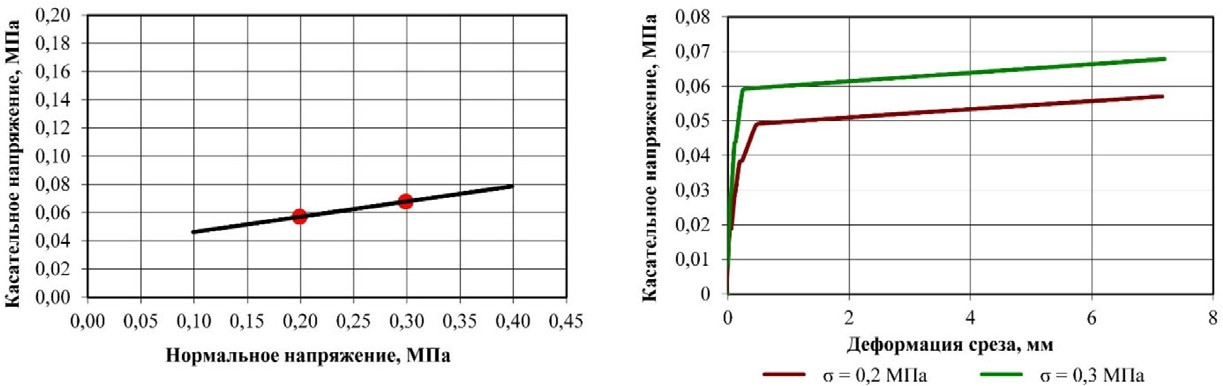 Касательное напряжение, МПа
0,20
0,18
0,16
0,14
0,12
0,10
0,08
0,06
0,04
0,02
0,00
0,00 0,05 0,10 0,15 0,20 0,25 0,30 0,35 0,40 0,45
Нормальное напряжение, МПа
Касательное напряжение, МПа
0,08
0,07
0,06
0,05
0,04
0,03
0,02
0,01
0
0 2 4 6 8
Деформация среза, мм
σ = 0,2 МПа σ = 0,3 МПа